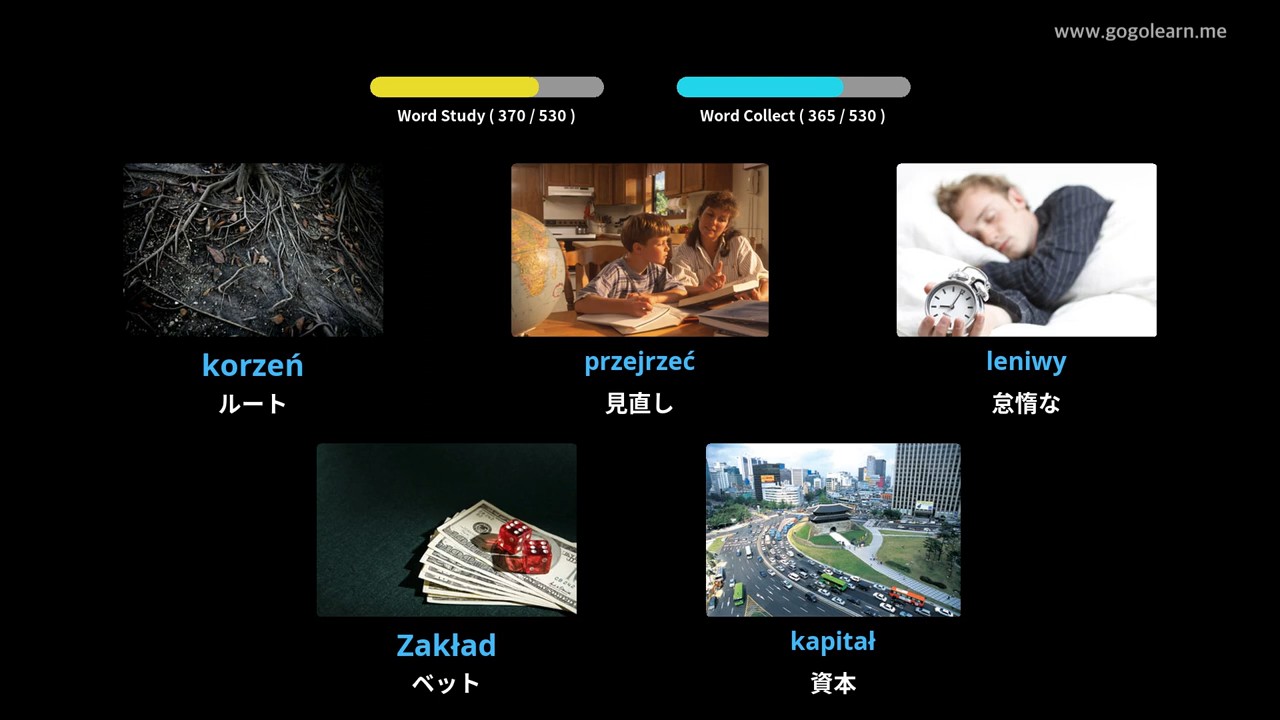 www.gogolearn.me
Word Study ( 370 / 530 )
Word Collect ( 365 / 530 )
korzeń
ルート
przejrzeć
見直し
leniwy
怠惰な
Zakład
ベット
kapitał
資本